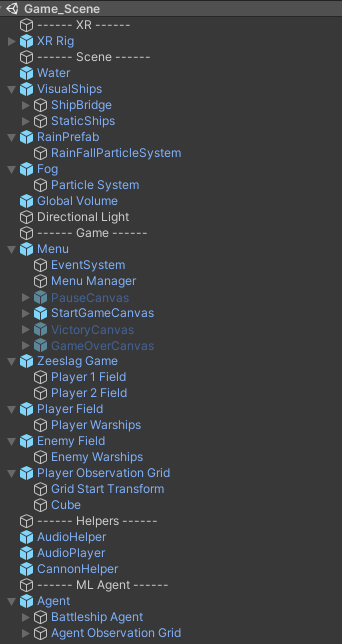 Game_Scene
------ XR ------
XR Rig
------ Scene ------
Water
VisualShips
ShipBridge
StaticShips
RainPrefab
RainFallParticleSystem
Fog
Particle System
Global Volume
Directional Light
------ Game ------
Menu
EventSystem
Menu Manager
PauseCanvas
StartGameCanvas
VictoryCanvas
GameOverCanvas
Zeeslag Game
Player 1 Field
Player 2 Field
Player Field
Player Warships
Enemy Field
Enemy Warships
Player Observation Grid
Grid Start Transform
Cube
------ Helpers ------
AudioHelper
AudioPlayer
CannonHelper
------ ML Agent ------
Agent
Battleship Agent
Agent Observation Grid